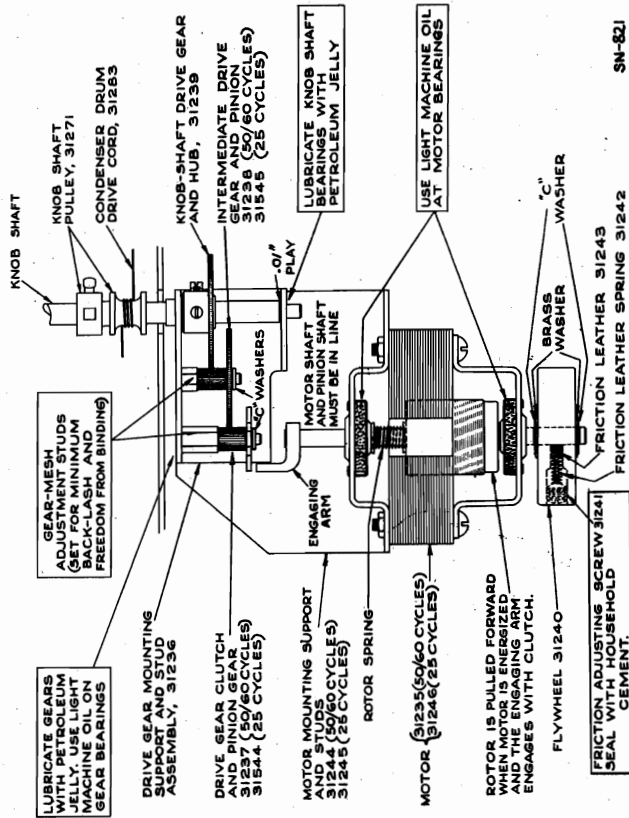 KNOB SHAFT
KNOB SHAFT
PULLEY, 31271
CONDENSER DRUM
DRIVE CORD, 31283
KNOB-SHAFT DRIVE GEAR
AND HUB, 31239
INTERMEDIATE DRIVE
GEAR AND PINION
31238 (50/60 CYCLES)
31545 (25 CYCLES)
LUBRICATE KNOB SHAFT
BEARINGS WITH
PETROLEUM JELLY
USE LIGHT MACHINE OIL
AT MOTOR BEARINGS
GEAR-MESH
ADJUSTMENT STUDS
(SET FOR MINIMUM
BACK-LASH AND
FREEDOM FROM BINDING)
.01" PLAY
"C" WASHERS
MOTOR SHAFT
AND PINION SHAFT
MUST BE IN LINE
ENGAGING
ARM
LUBRICATE GEARS
WITH PETROLEUM
JELLY. USE LIGHT
MACHINE OIL ON
GEAR BEARINGS
DRIVE GEAR MOUNTING
SUPPORT AND STUD
ASSEMBLY, 31236
DRIVE GEAR CLUTCH
AND PINION GEAR
31237 (50/60 CYCLES)
31544 (25 CYCLES)
MOTOR MOUNTING SUPPORT
AND STUDS
31244 (50/60 CYCLES)
31245 (25 CYCLES)
ROTOR SPRING
MOTOR {31235 (50/60 CYCLES)
31246 (25 CYCLES)
ROTOR IS PULLED FORWARD
WHEN MOTOR IS ENERGIZED
AND THE ENGAGING ARM
ENGAGES WITH CLUTCH.
FLYWHEEL 31240
FRICTION ADJUSTING SCREW 31241
SEAL WITH HOUSEHOLD
CEMENT.
BRASS
WASHER
"C"
WASHER
FRICTION LEATHER 31243
FRICTION LEATHER SPRING 31242
SN-821